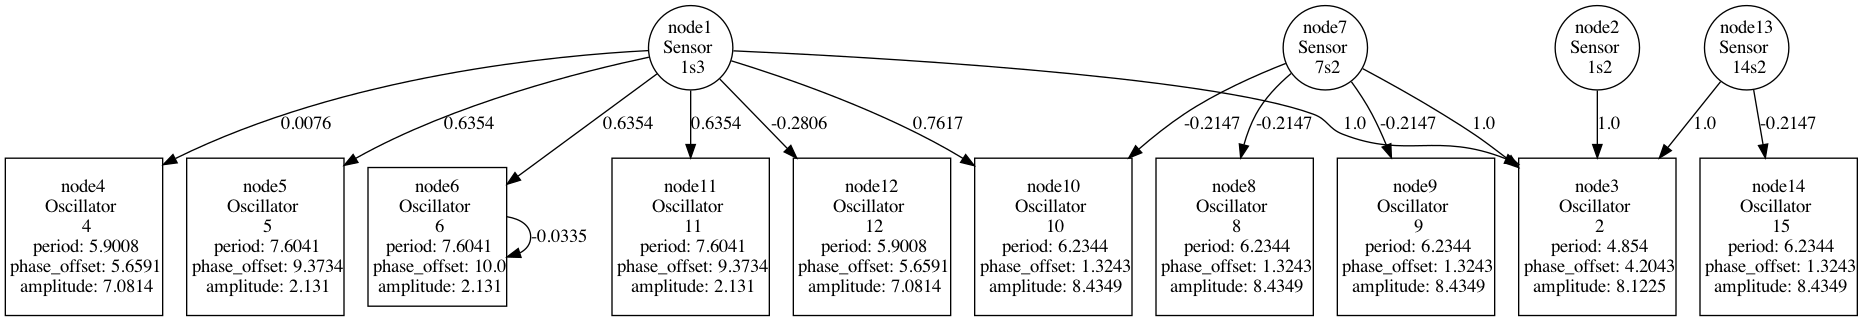 node1
Sensor
1s3
node7
Sensor
7s2
node2
Sensor
1s2
node13
Sensor
14s2
0.0076
0.6354
0.6354
0.6354
-0.2806
0.7617
-0.2147
-0.2147
1.0
-0.2147
1.0
1.0
1.0
-0.2147
node4
Oscillator
4
period: 5.9008
phase_offset: 5.6591
amplitude: 7.0814
node5
Oscillator
5
period: 7.6041
phase_offset: 9.3734
amplitude: 2.131
node6
Oscillator
6
period: 7.6041
phase_offset: 10.0
amplitude: 2.131
-0.0335
node11
Oscillator
11
period: 7.6041
phase_offset: 9.3734
amplitude: 2.131
node12
Oscillator
12
period: 5.9008
phase_offset: 5.6591
amplitude: 7.0814
node10
Oscillator
10
period: 6.2344
phase_offset: 1.3243
amplitude: 8.4349
node8
Oscillator
8
period: 6.2344
phase_offset: 1.3243
amplitude: 8.4349
node9
Oscillator
9
period: 6.2344
phase_offset: 1.3243
amplitude: 8.4349
node3
Oscillator
2
period: 4.854
phase_offset: 4.2043
amplitude: 8.1225
node14
Oscillator
15
period: 6.2344
phase_offset: 1.3243
amplitude: 8.4349